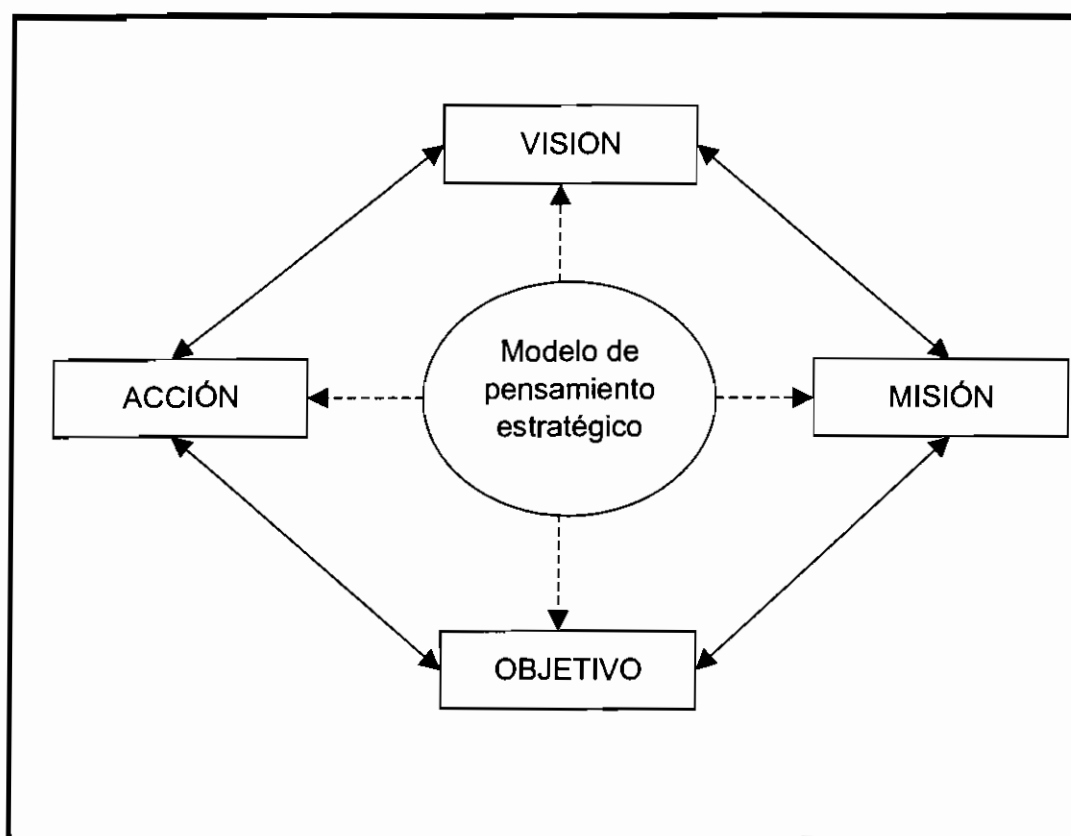 VISION
Modelo de
pensamiento
estratégico
ACCIÓN
MISIÓN
OBJETIVO